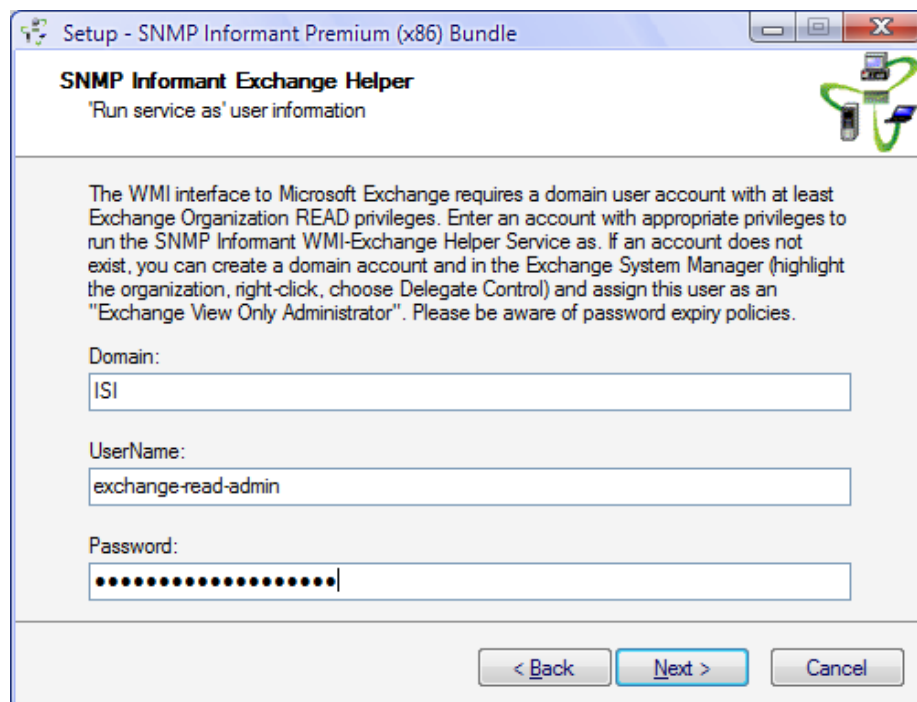 Setup - SNMP Informant Premium (x86) Bundle
SNMP Informant Exchange Helper
'Run service as' user information
The WMI interface to Microsoft Exchange requires a domain user account with at least
Exchange Organization READ privileges. Enter an account with appropriate privileges to
run the SNMP Informant WMI-Exchange Helper Service as. If an account does not
exist, you can create a domain account and in the Exchange System Manager (highlight
the organization, right-click, choose Delegate Control) and assign this user as an
"Exchange View Only Administrator". Please be aware of password expiry policies.
Domain:
ISI
UserName:
exchange-read-admin
Password:
●●●●●●●●●●●●●●●●●●●
< Back Next > Cancel